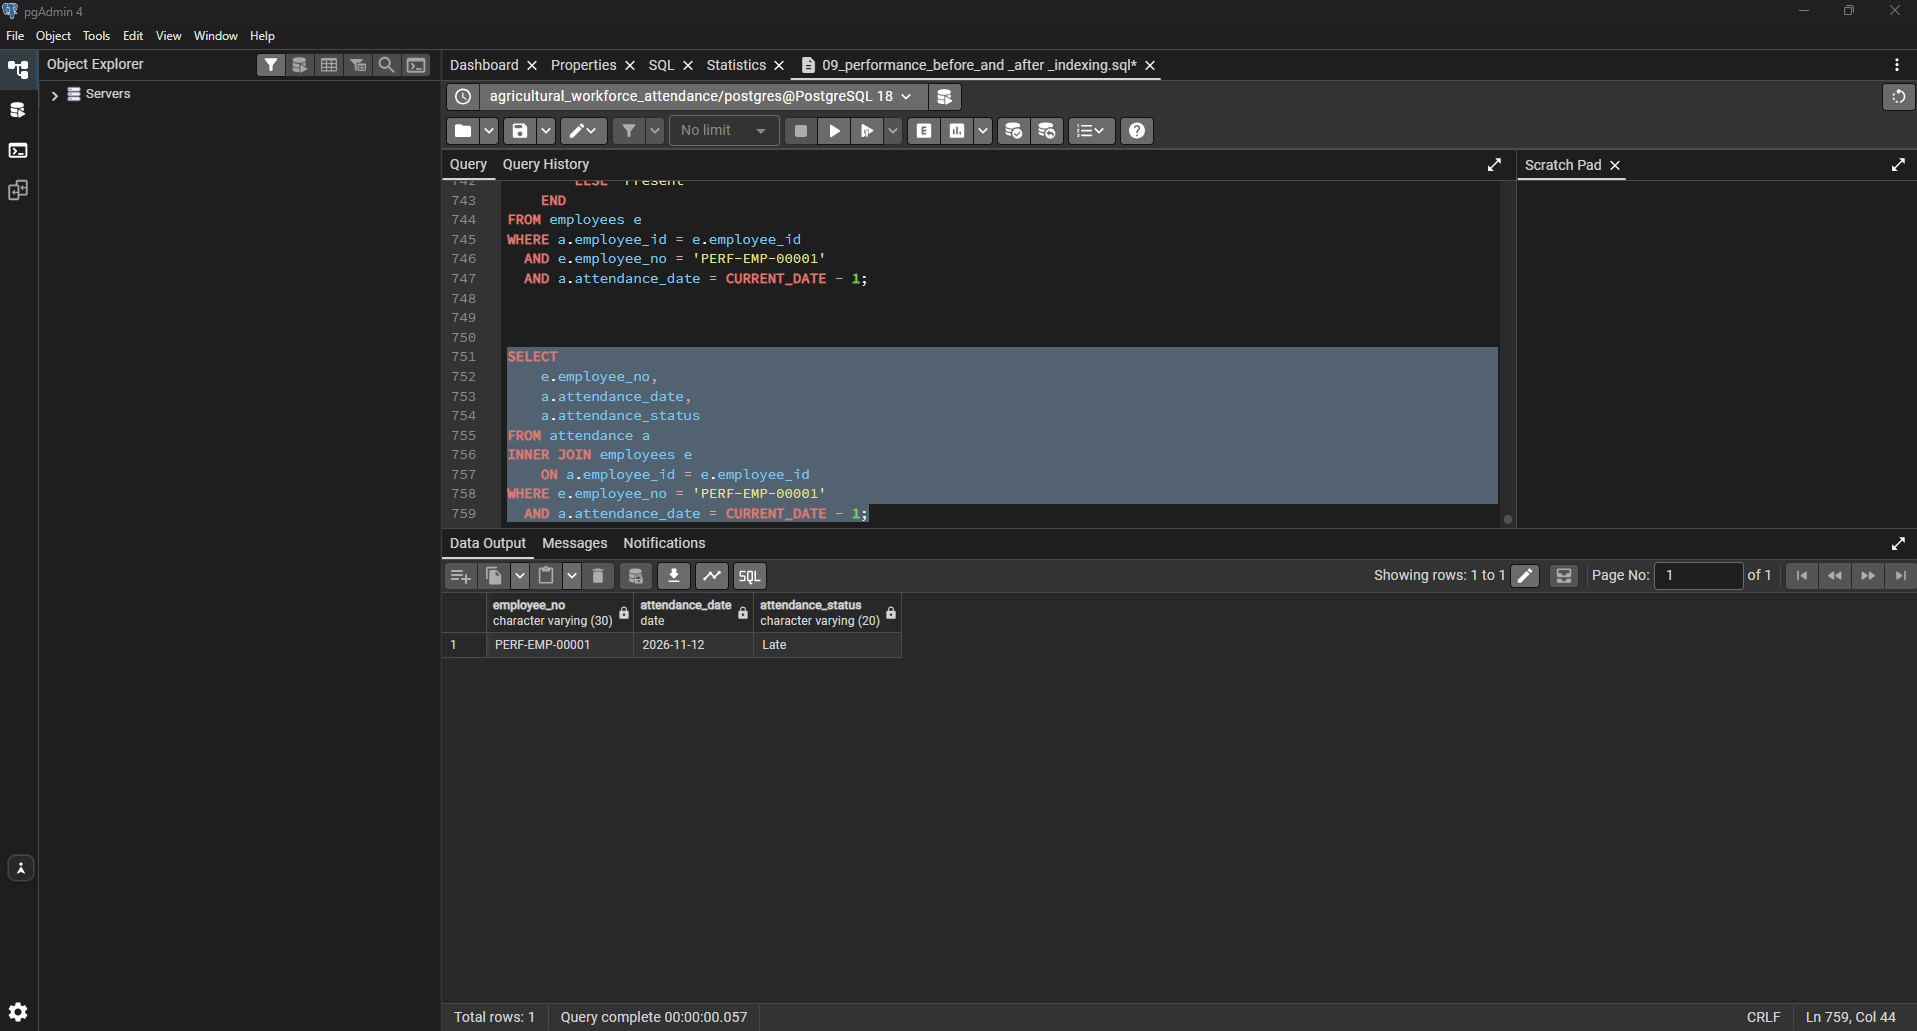 pgAdmin 4
File Object Tools Edit View Window Help
Object Explorer
Servers
Dashboard Properties SQL Statistics 09_performance_before_and _after _indexing.sql*
agricultural_workforce_attendance/postgres@PostgreSQL 18
No limit
Query Query History
Scratch Pad
742 ELSE 'Present'
743 END
744 FROM employees e
745 WHERE a.employee_id = e.employee_id
746 AND e.employee_no = 'PERF-EMP-00001'
747 AND a.attendance_date = CURRENT_DATE - 1;
748
749
750
751 SELECT
752 e.employee_no,
753 a.attendance_date,
754 a.attendance_status
755 FROM attendance a
756 INNER JOIN employees e
757 ON a.employee_id = e.employee_id
758 WHERE e.employee_no = 'PERF-EMP-00001'
759 AND a.attendance_date = CURRENT_DATE - 1;
Data Output Messages Notifications
SQL Showing rows: 1 to 1 Page No: 1 of 1
employee_no attendance_date attendance_status
character varying (30) date character varying (20)
1 PERF-EMP-00001 2026-11-12 Late
Total rows: 1 Query complete 00:00:00.057 CRLF Ln 759, Col 44